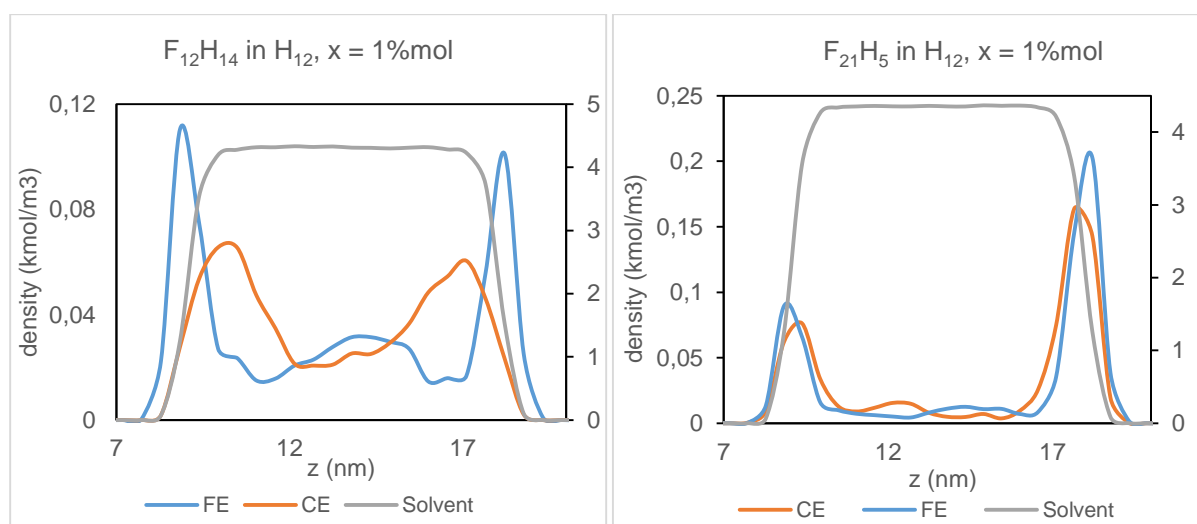 F₁₂H₁₄ in H₁₂, x = 1%mol
density (kmol/m3)
0,12
0,08
0,04
0
5
4
3
2
1
0
7
12
17
z (nm)
FE
CE
Solvent
F₂₁H₅ in H₁₂, x = 1%mol
density (kmol/m3)
0,25
0,2
0,15
0,1
0,05
0
4
3
2
1
0
7
12
17
z (nm)
CE
FE
Solvent